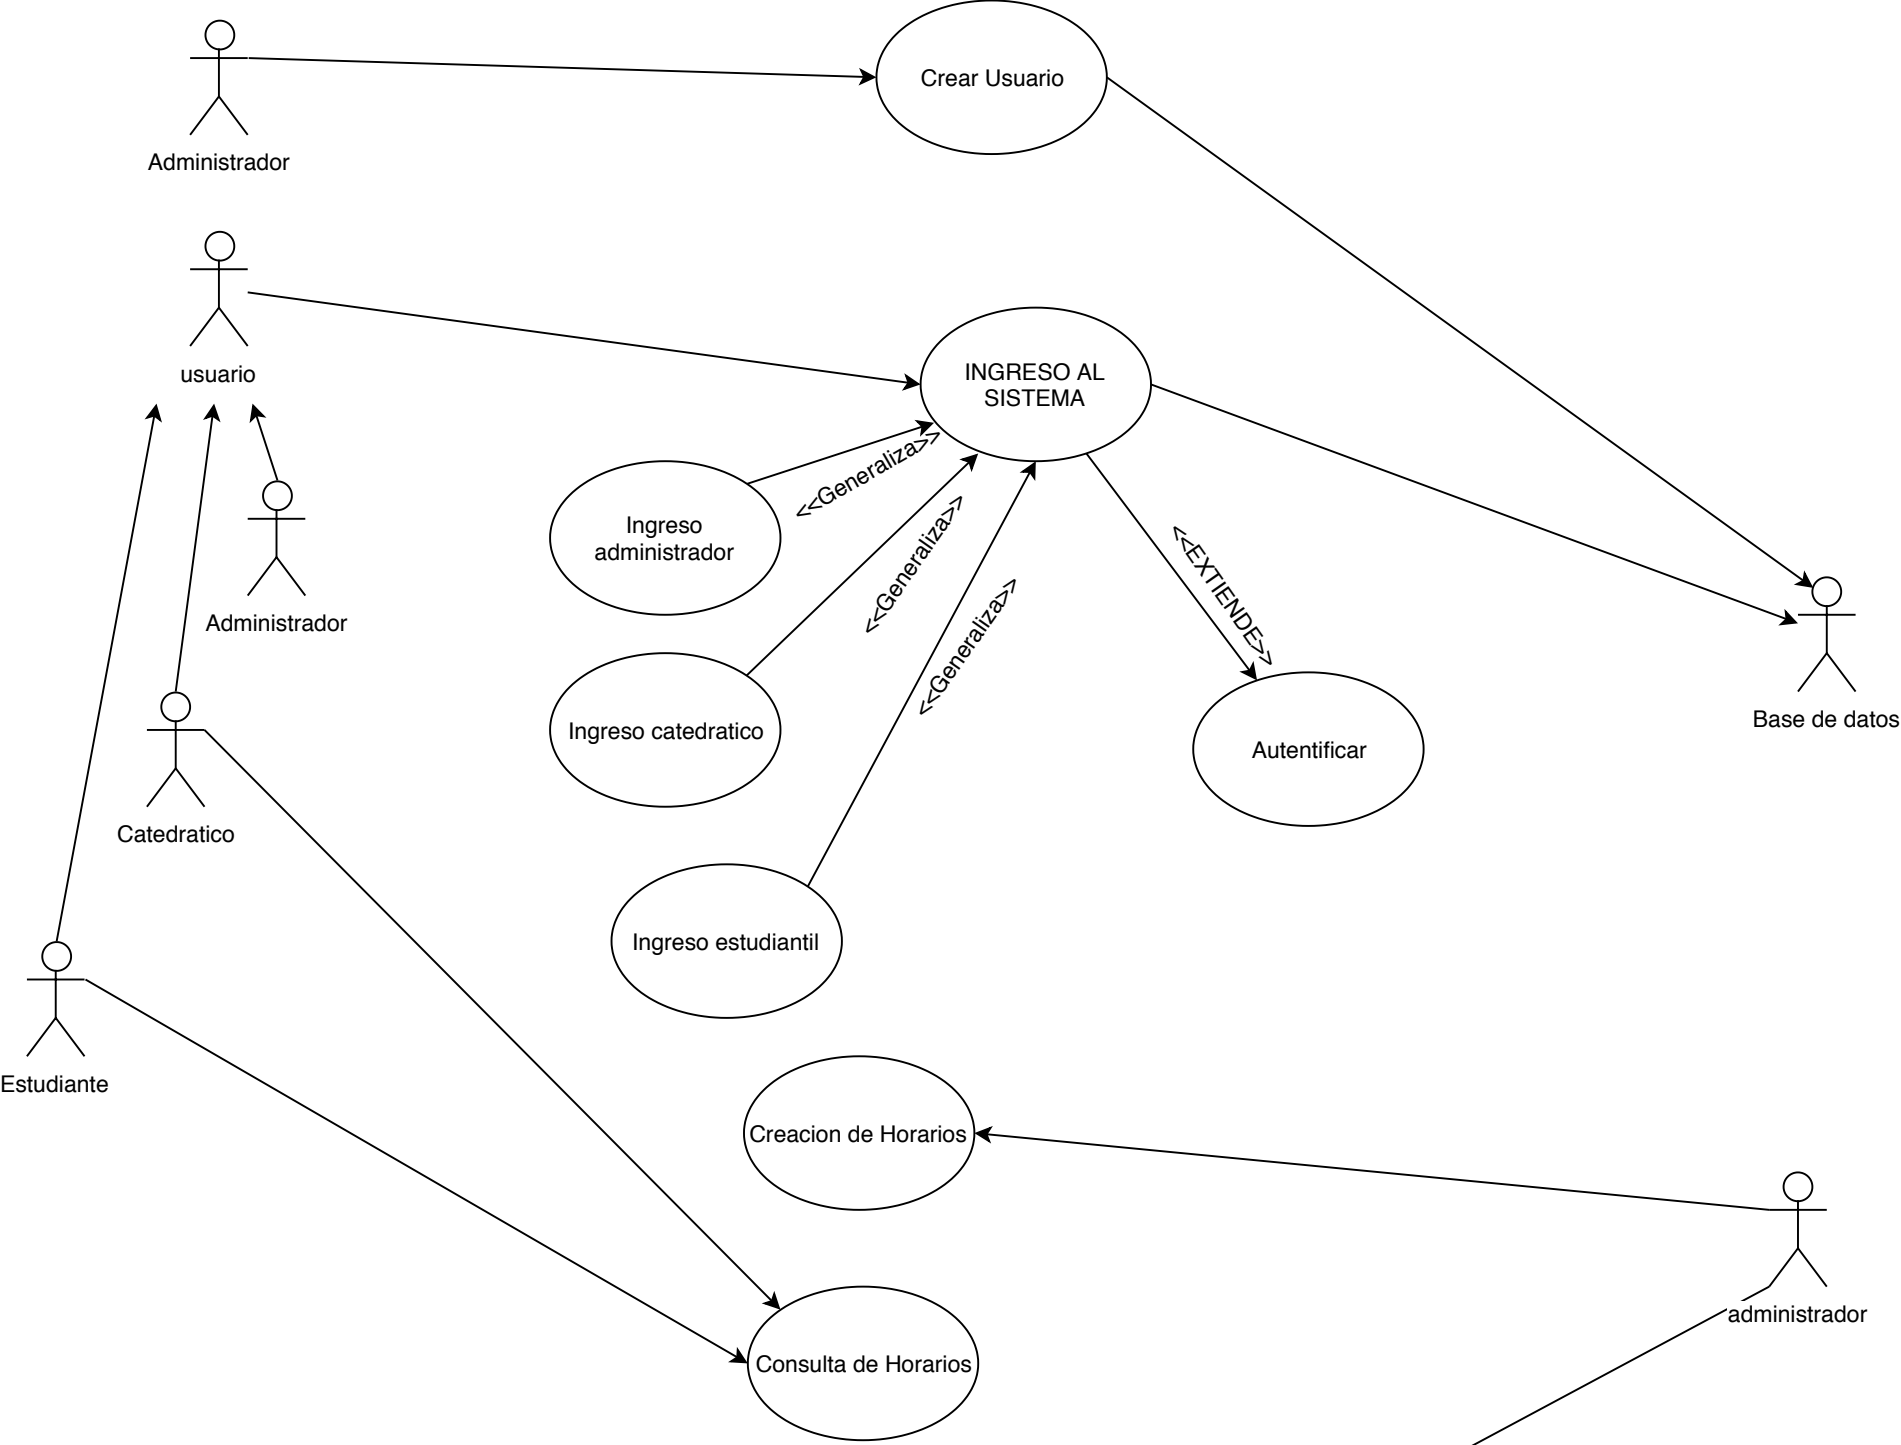 Crear Usuario
Administrador
usuario
INGRESO AL
SISTEMA
<<Generaliza>>
Ingreso
administrador
<<Generaliza>>
<<EXTIENDE>>
Administrador
<<Generaliza>>
Base de datos
Ingreso catedratico
Autentificar
Catedratico
Ingreso estudiantil
Estudiante
Creacion de Horarios
administrador
Consulta de Horarios